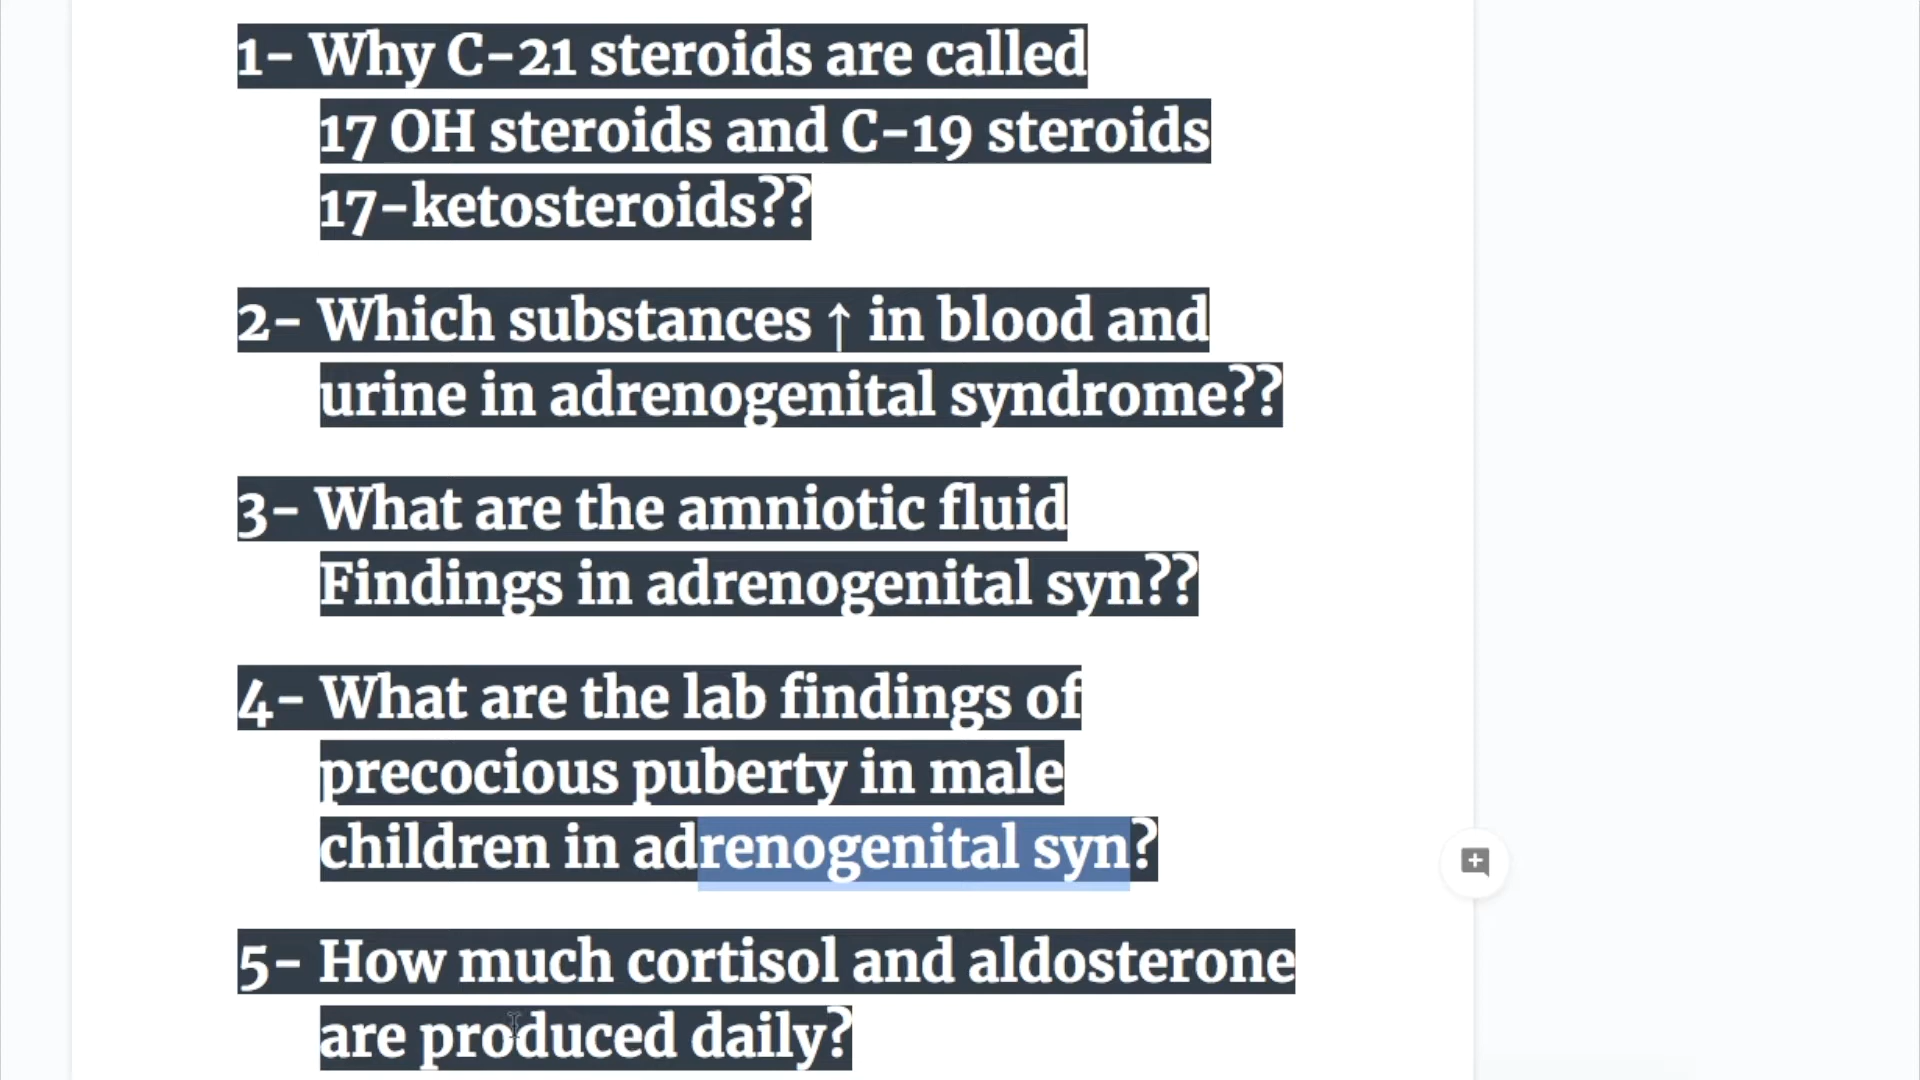 1- Why C-21 steroids are called
17 OH steroids and C-19 steroids
17-ketosteroids??
2- Which substances ↑ in blood and
urine in adrenogenital syndrome??
3- What are the amniotic fluid
Findings in adrenogenital syn??
4- What are the lab findings of
precocious puberty in male
children in adrenogenital syn?
5- How much cortisol and aldosterone
are produced daily?